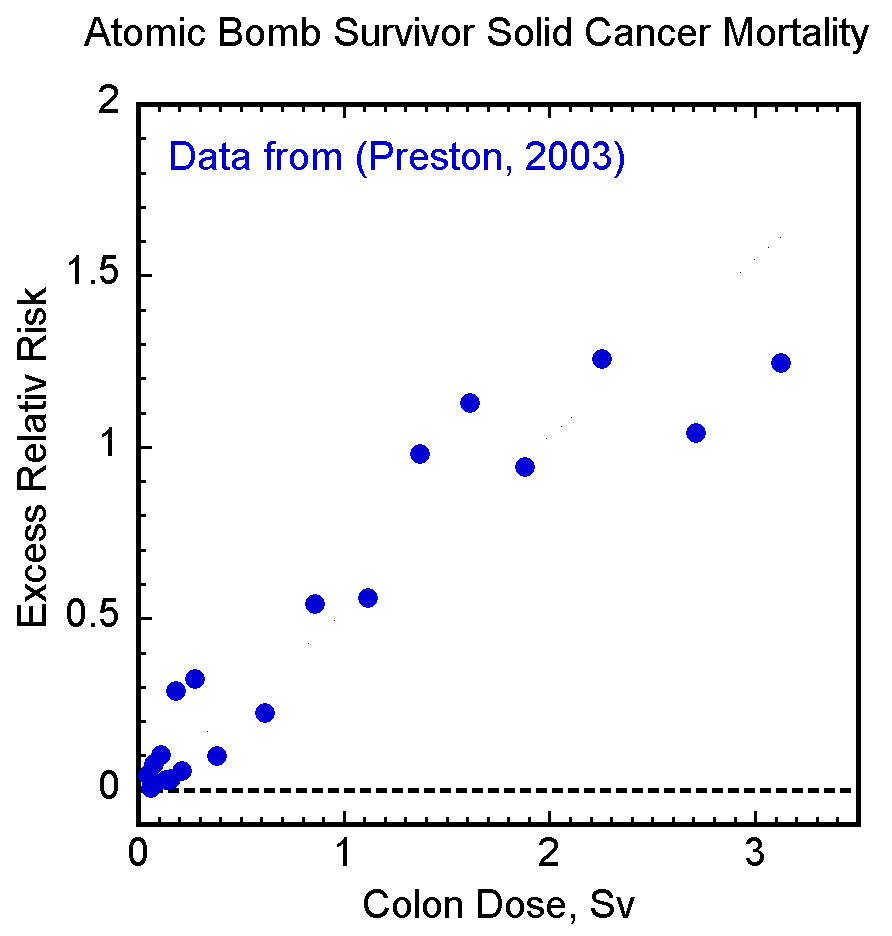 Atomic Bomb Survivor Solid Cancer Mortality
2
Data from (Preston, 2003)
1.5
1
0.5
0
Excess Relativ Risk
0 1 2 3
Colon Dose, Sv